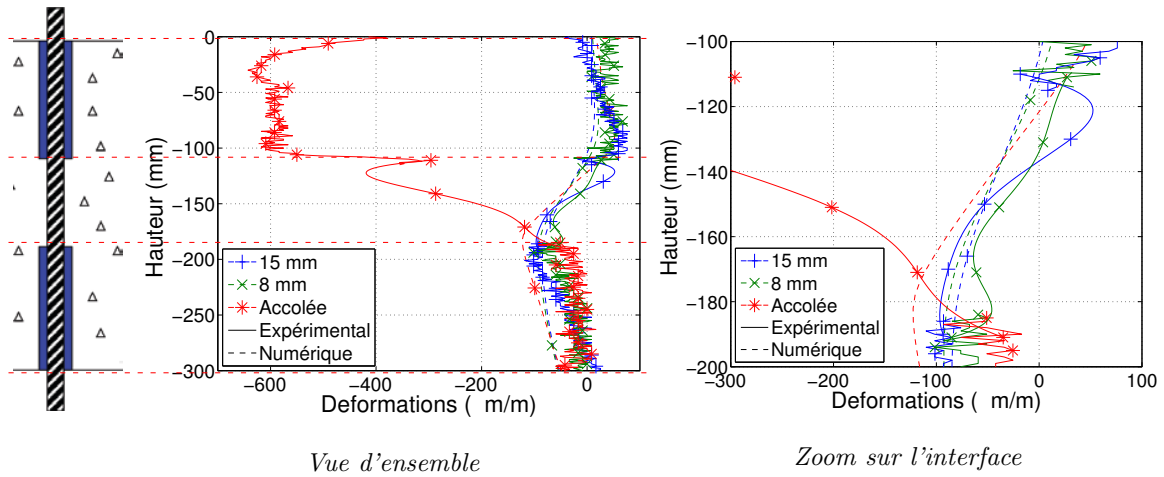 0
−50
−100
−150
−200
−250
−300
−600
−400
−200
0
Hauteur (mm)
Deformations ( m/m)
15 mm
8 mm
Accolée
Expérimental
Numérique
Vue d'ensemble
−100
−120
−140
−160
−180
−200
−300
−200
−100
0
100
Hauteur (mm)
Deformations ( m/m)
15 mm
8 mm
Accolée
Expérimental
Numérique
Zoom sur l'interface